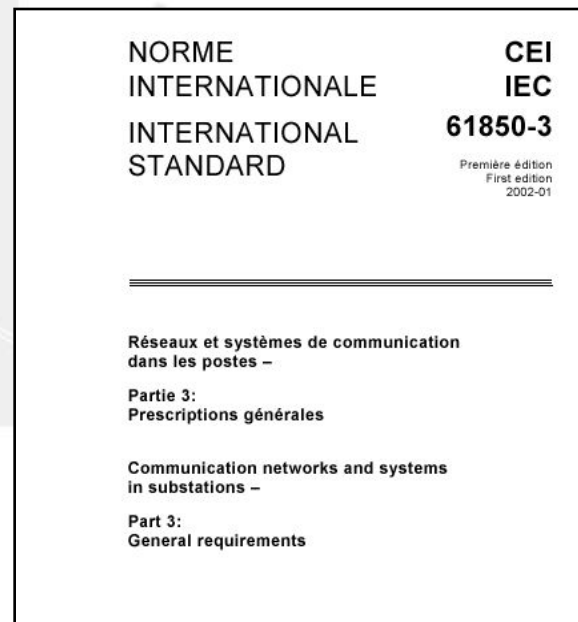 NORME
INTERNATIONALE
INTERNATIONAL
STANDARD
CEI
IEC
61850-3
Première édition
First edition
2002-01
Réseaux et systèmes de communication
dans les postes –
Partie 3:
Prescriptions générales
Communication networks and systems
in substations –
Part 3:
General requirements